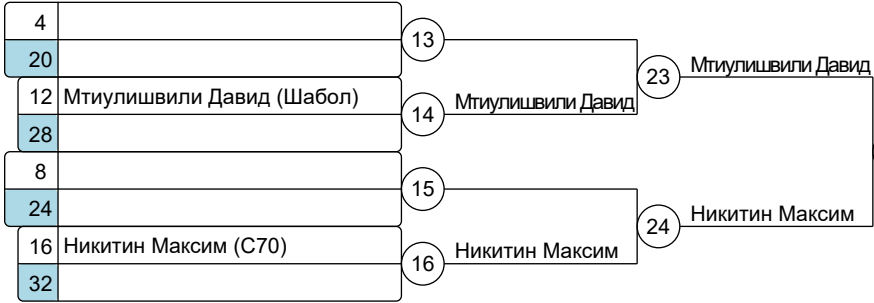 4
13
20
23 Мтиулишвили Давид
12 Мтиулишвили Давид (Шабол)
14 Мтиулишвили Давид
28
8
15
24
24 Никитин Максим
16 Никитин Максим (С70)
16 Никитин Максим
32